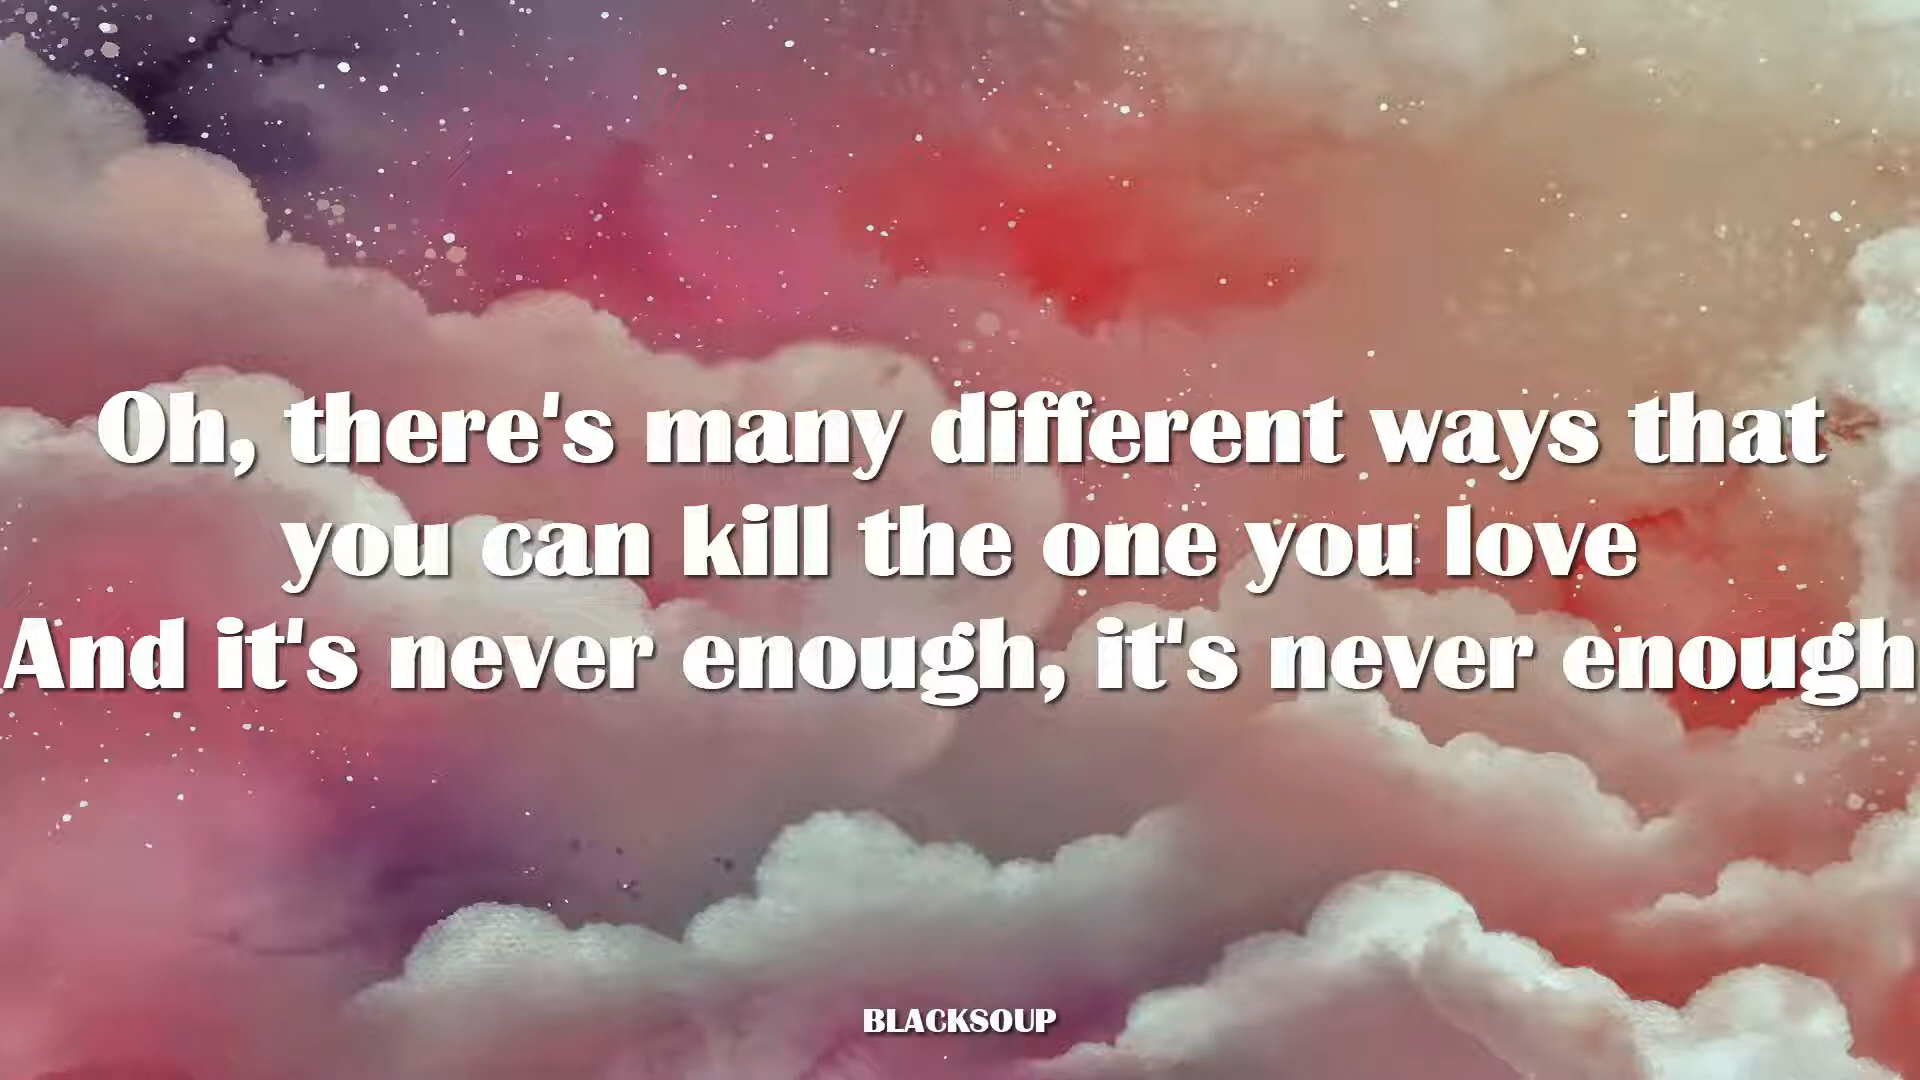 Oh, there's many different ways that
you can kill the one you love
And it's never enough, it's never enough
BLACKSOUP